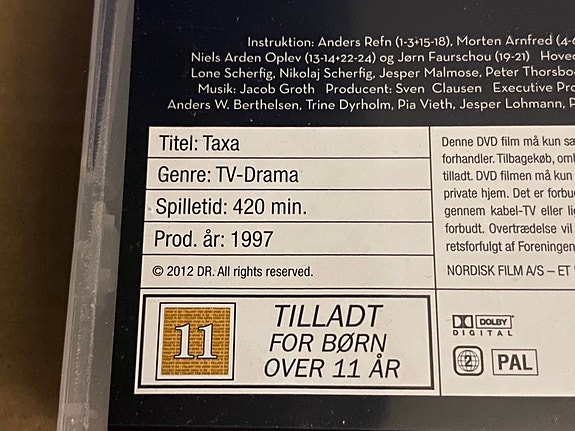 Instruktion: Anders Refn (1-3+15-18), Morten Arnfred (4-6
Niels Arden Oplev (13-14+22-24) og Jørn Faurschou (19-21) Hoved
Lone Scherfig, Nikolaj Scherfig, Jesper Malmose, Peter Thorsbo
Musik: Jacob Groth Producent: Sven Clausen Executive Pro
Anders W. Berthelsen, Trine Dyrholm, Pia Vieth, Jesper Lohmann, P
Titel: Taxa
Genre: TV-Drama
Spilletid: 420 min.
Prod. år: 1997
© 2012 DR. All rights reserved.
11
TILLADT
FOR BØRN
OVER 11 ÅR
Denne DVD film må kun sæ
forhandler. Tilbagekøb, oml
tilladt. DVD filmen må kun
private hjem. Det er forbu
gennem kabel-TV eller li
forbudt. Overtrædelse vil
retsforfulgt af Foreningen
NORDISK FILM A/S – ET
DOLBY
DIGITAL
2 PAL